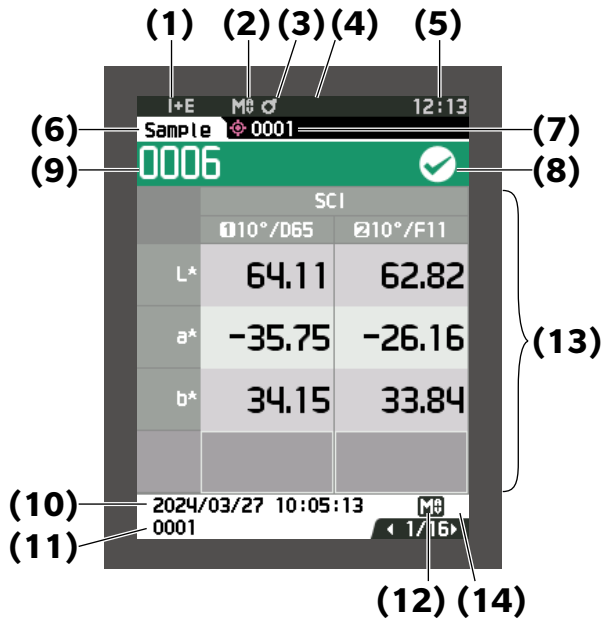 (1) (2) (3) (4) (5)
I+E M 12:13
(6) Sample 0001 (7)
(9) 0006 (8)
SCI
1 10°/D65 2 10°/F11
L* 64.11 62.82
a* -35.75 -26.16 (13)
b* 34.15 33.84
(10) 2024/03/27 10:05:13 M
(11) 0001 1/16
(12) (14)